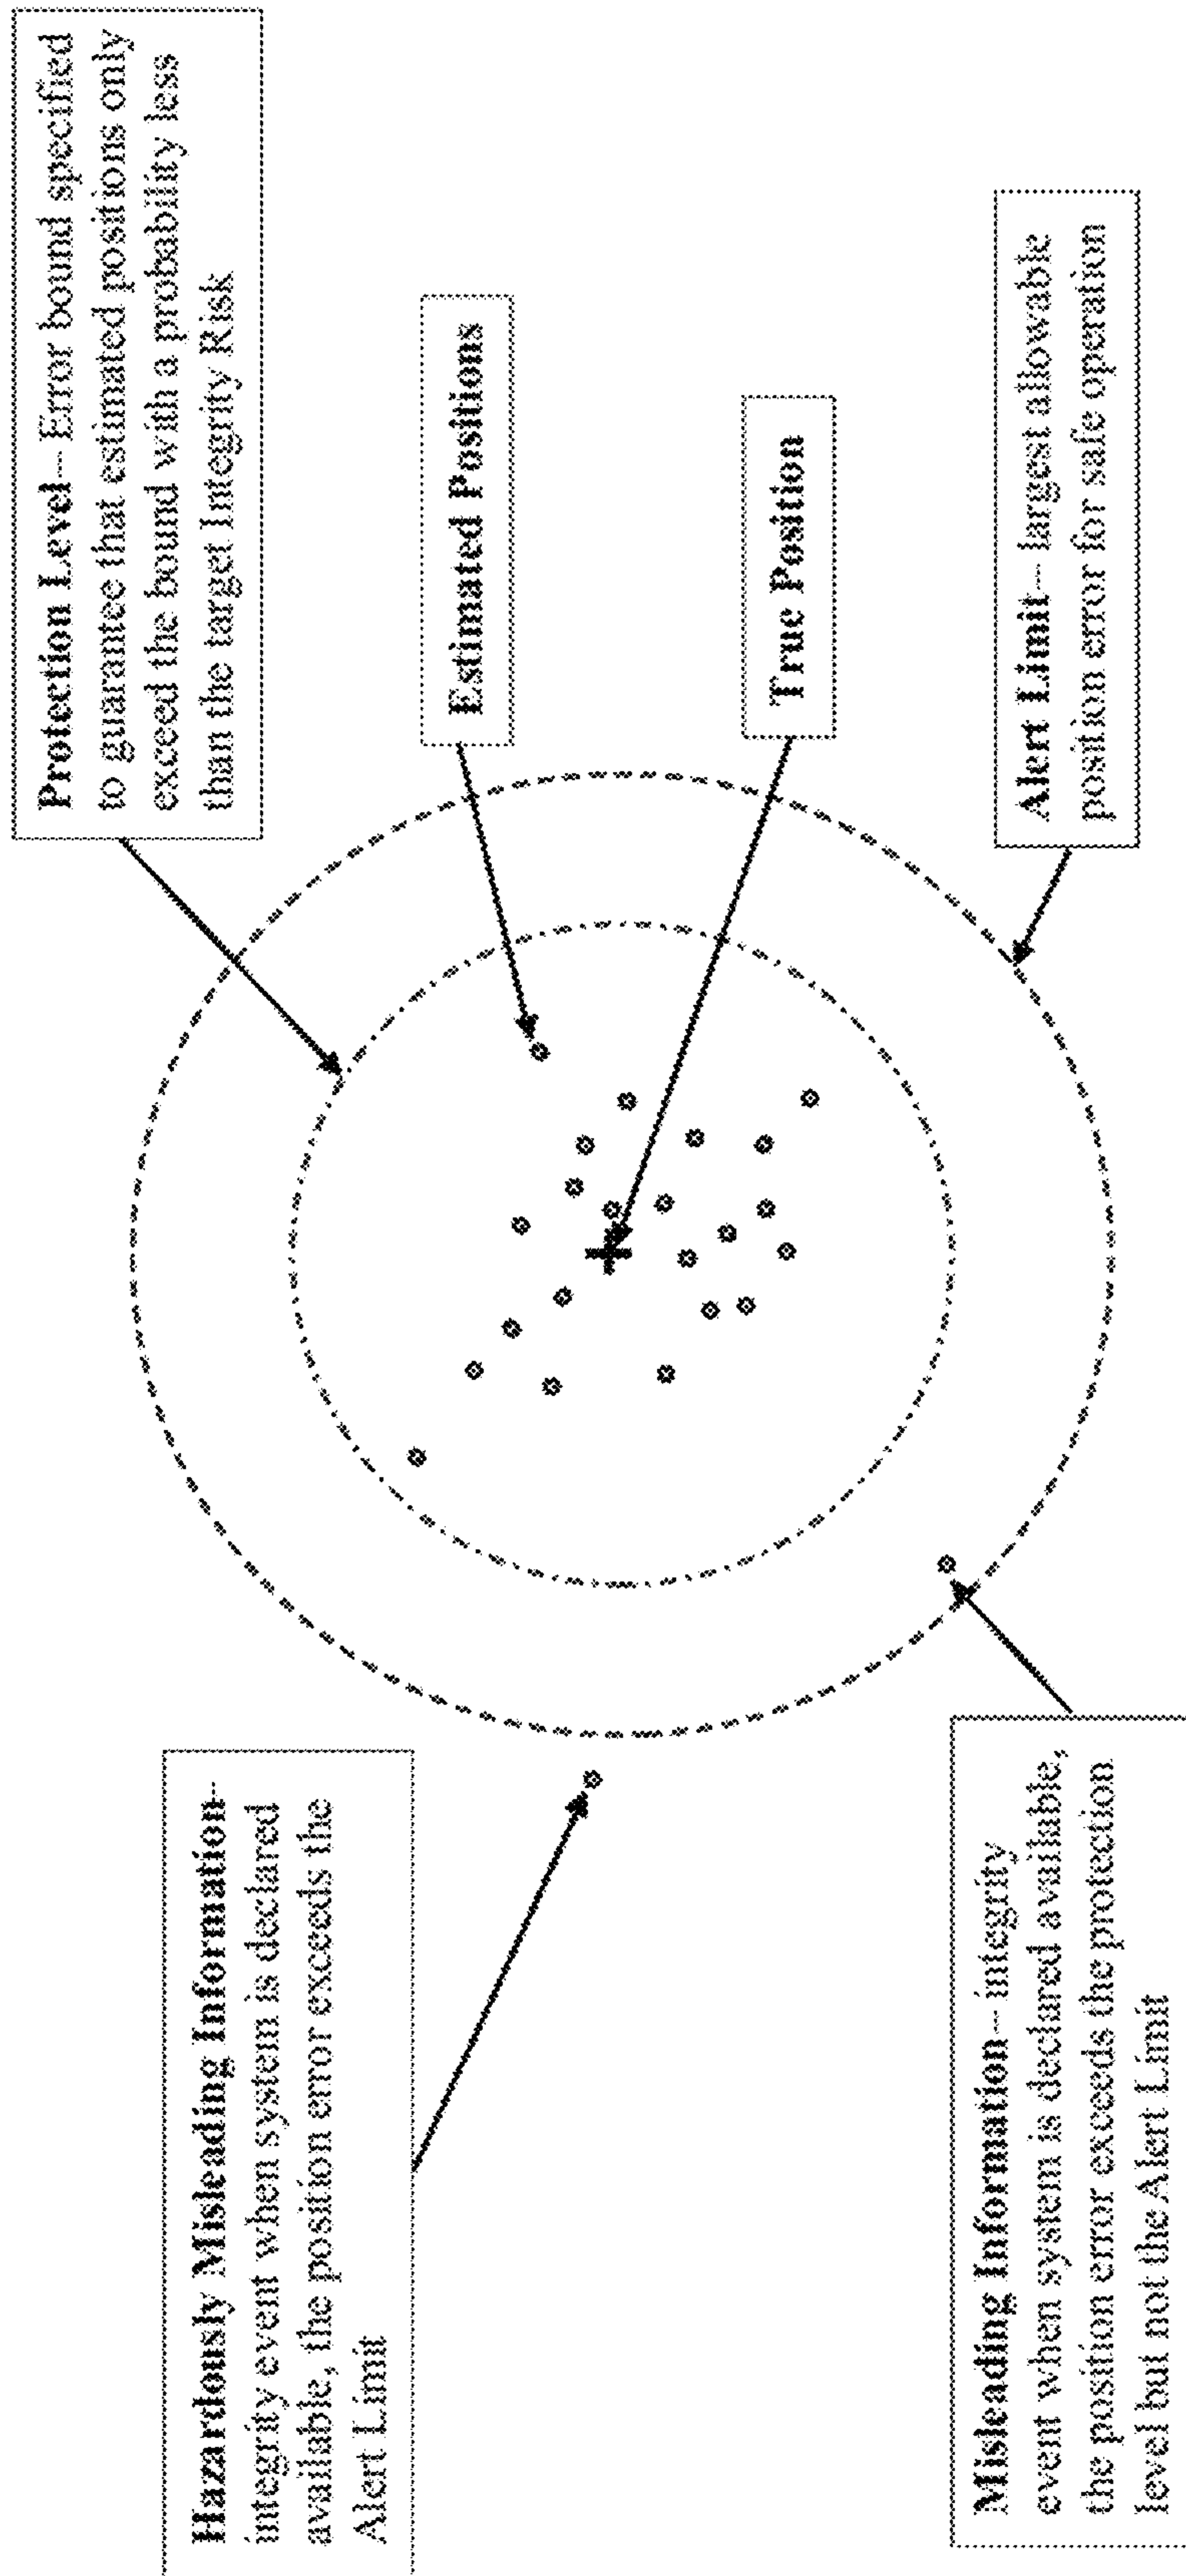 Hazardously Misleading Information–
integrity event when system is declared
available, the position error exceeds the
Alert Limit
Misleading Information – integrity
event when system is declared available,
the position error exceeds the protection
level but not the Alert Limit
Protection Level – Error bound specified
to guarantee that estimated positions only
exceed the bound with a probability less
than the target Integrity Risk
Estimated Positions
True Position
Alert Limit – largest allowable
position error for safe operation